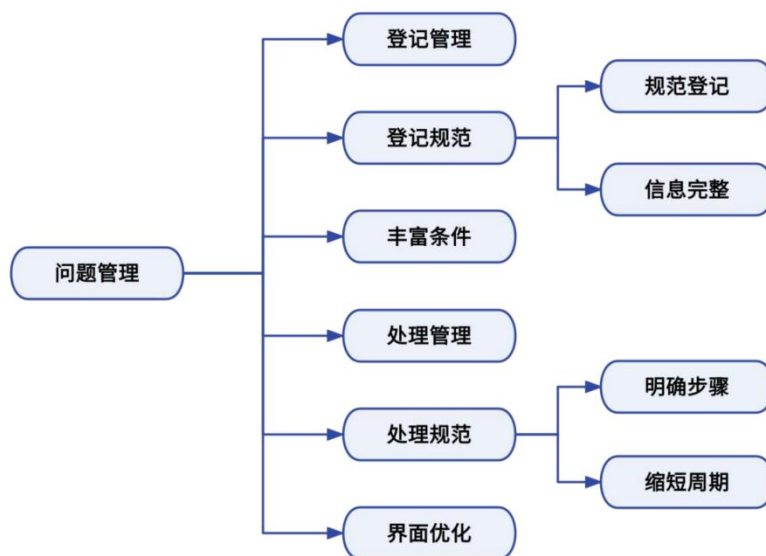 问题管理
登记管理
登记规范
规范登记
信息完整
丰富条件
处理管理
处理规范
明确步骤
缩短周期
界面优化